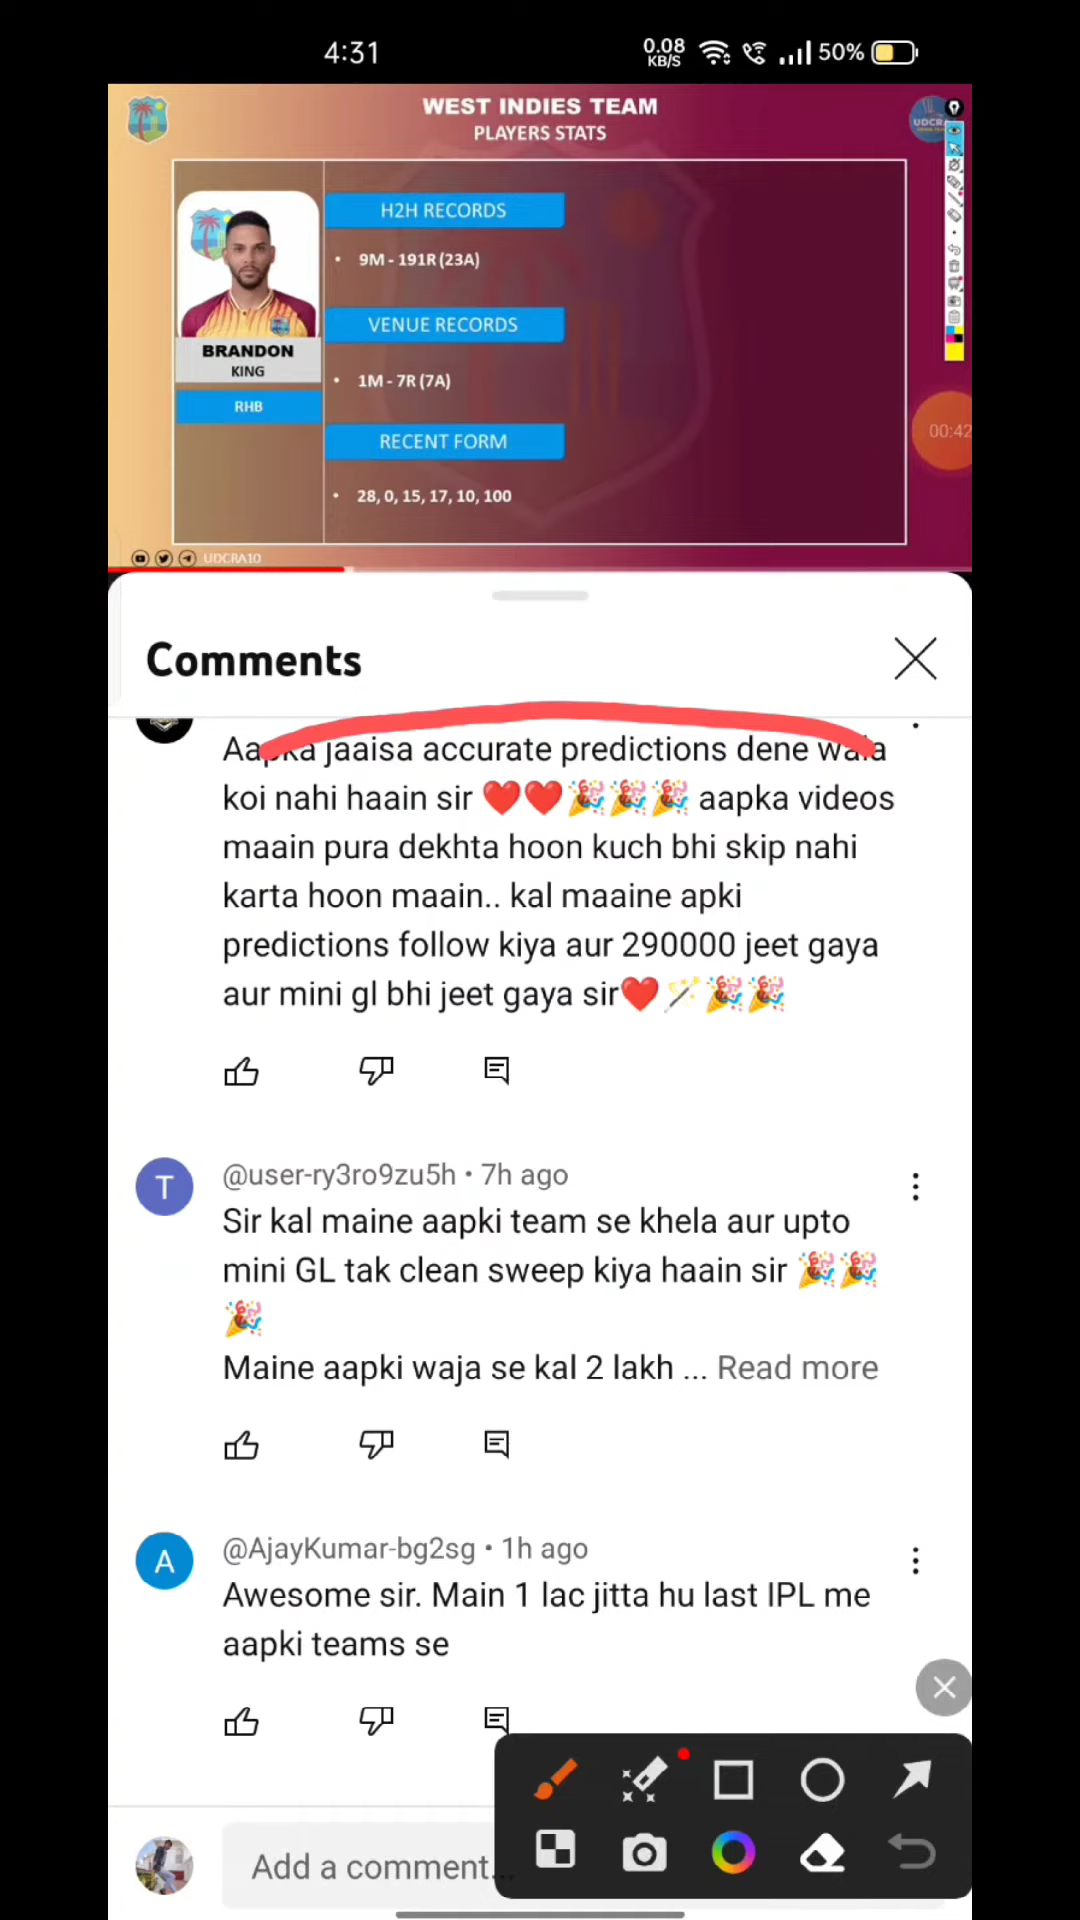 4:31
0.08 KB/S
50%
WEST INDIES TEAM
PLAYERS STATS
UDCRA
H2H RECORDS
• 9M - 191R (23A)
VENUE RECORDS
BRANDON
KING
• 1M - 7R (7A)
RHB
RECENT FORM
00:42
• 28, 0, 15, 17, 10, 100
UDCRA10
Comments
Aapka jaaisa accurate predictions dene wala
koi nahi haain sir ❤️❤️🎉🎉🎉 aapka videos
maain pura dekhta hoon kuch bhi skip nahi
karta hoon maain.. kal maaine apki
predictions follow kiya aur 290000 jeet gaya
aur mini gl bhi jeet gaya sir❤️🪄🎉🎉
T
@user-ry3ro9zu5h • 7h ago
Sir kal maine aapki team se khela aur upto
mini GL tak clean sweep kiya haain sir 🎉🎉
🎉
Maine aapki waja se kal 2 lakh ... Read more
A
@AjayKumar-bg2sg • 1h ago
Awesome sir. Main 1 lac jitta hu last IPL me
aapki teams se
Add a comment...